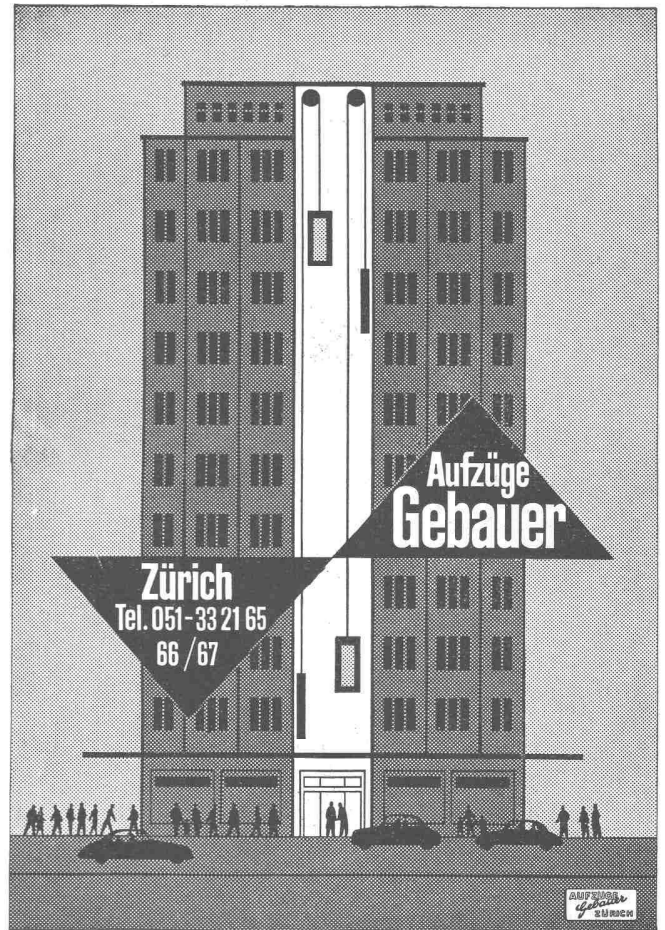 Aufzüge
Gebauer
Zürich
Tel. 051-33 21 65
66/67
AUFZÜGE
Gebauer
ZÜRICH